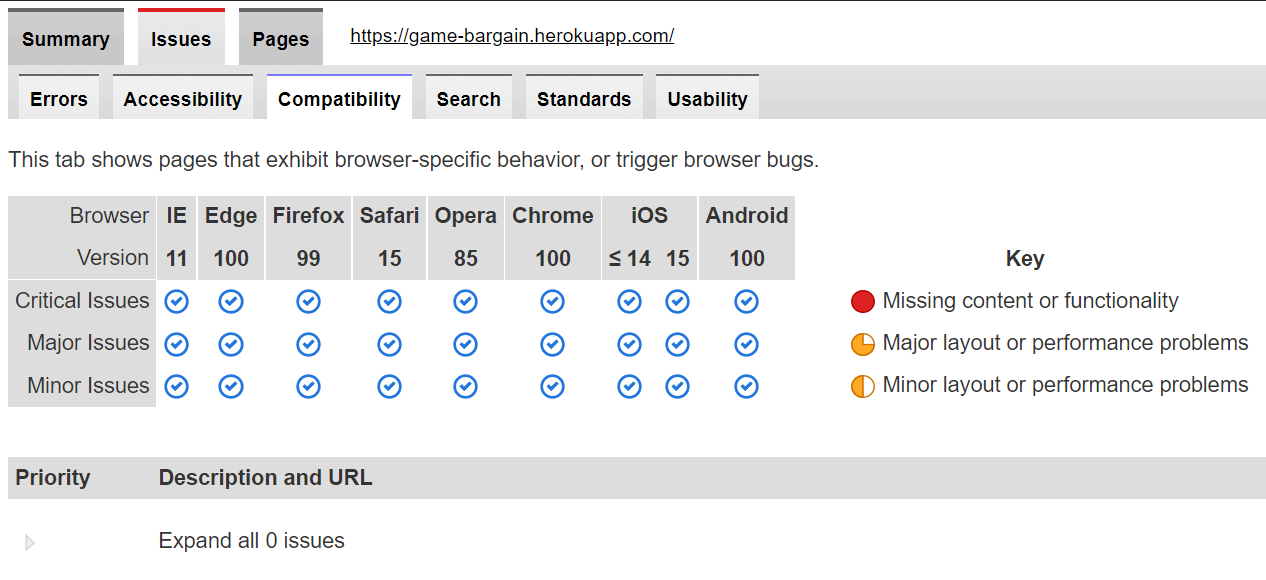 Summary Issues Pages https://game-bargain.herokuapp.com/
Errors Accessibility Compatibility Search Standards Usability
This tab shows pages that exhibit browser-specific behavior, or trigger browser bugs.
Browser IE Edge Firefox Safari Opera Chrome iOS Android
Version 11 100 99 15 85 100 ≤ 14 15 100 Key
Critical Issues Missing content or functionality
Major Issues Major layout or performance problems
Minor Issues Minor layout or performance problems
Priority Description and URL
Expand all 0 issues